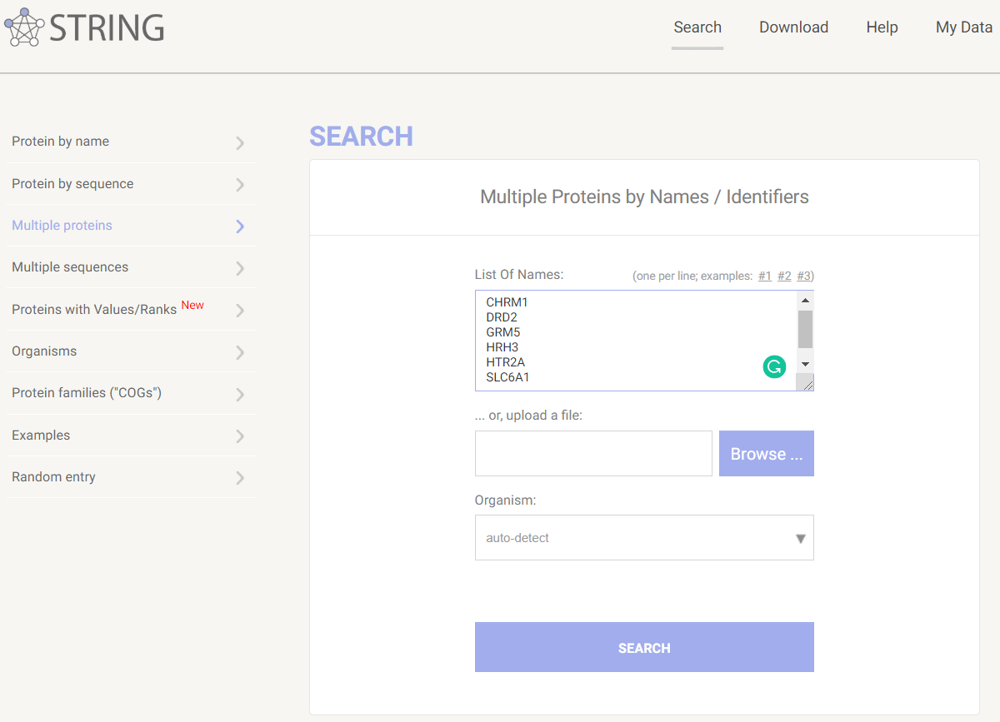 STRING
Search Download Help My Data
Protein by name
Protein by sequence
Multiple proteins
Multiple sequences
Proteins with Values/Ranks New
Organisms
Protein families ("COGs")
Examples
Random entry
SEARCH
Multiple Proteins by Names / Identifiers
List Of Names: (one per line; examples: #1 #2 #3)
CHRM1
DRD2
GRM5
HRH3
HTR2A
SLC6A1
... or, upload a file:
Browse ...
Organism:
auto-detect
SEARCH